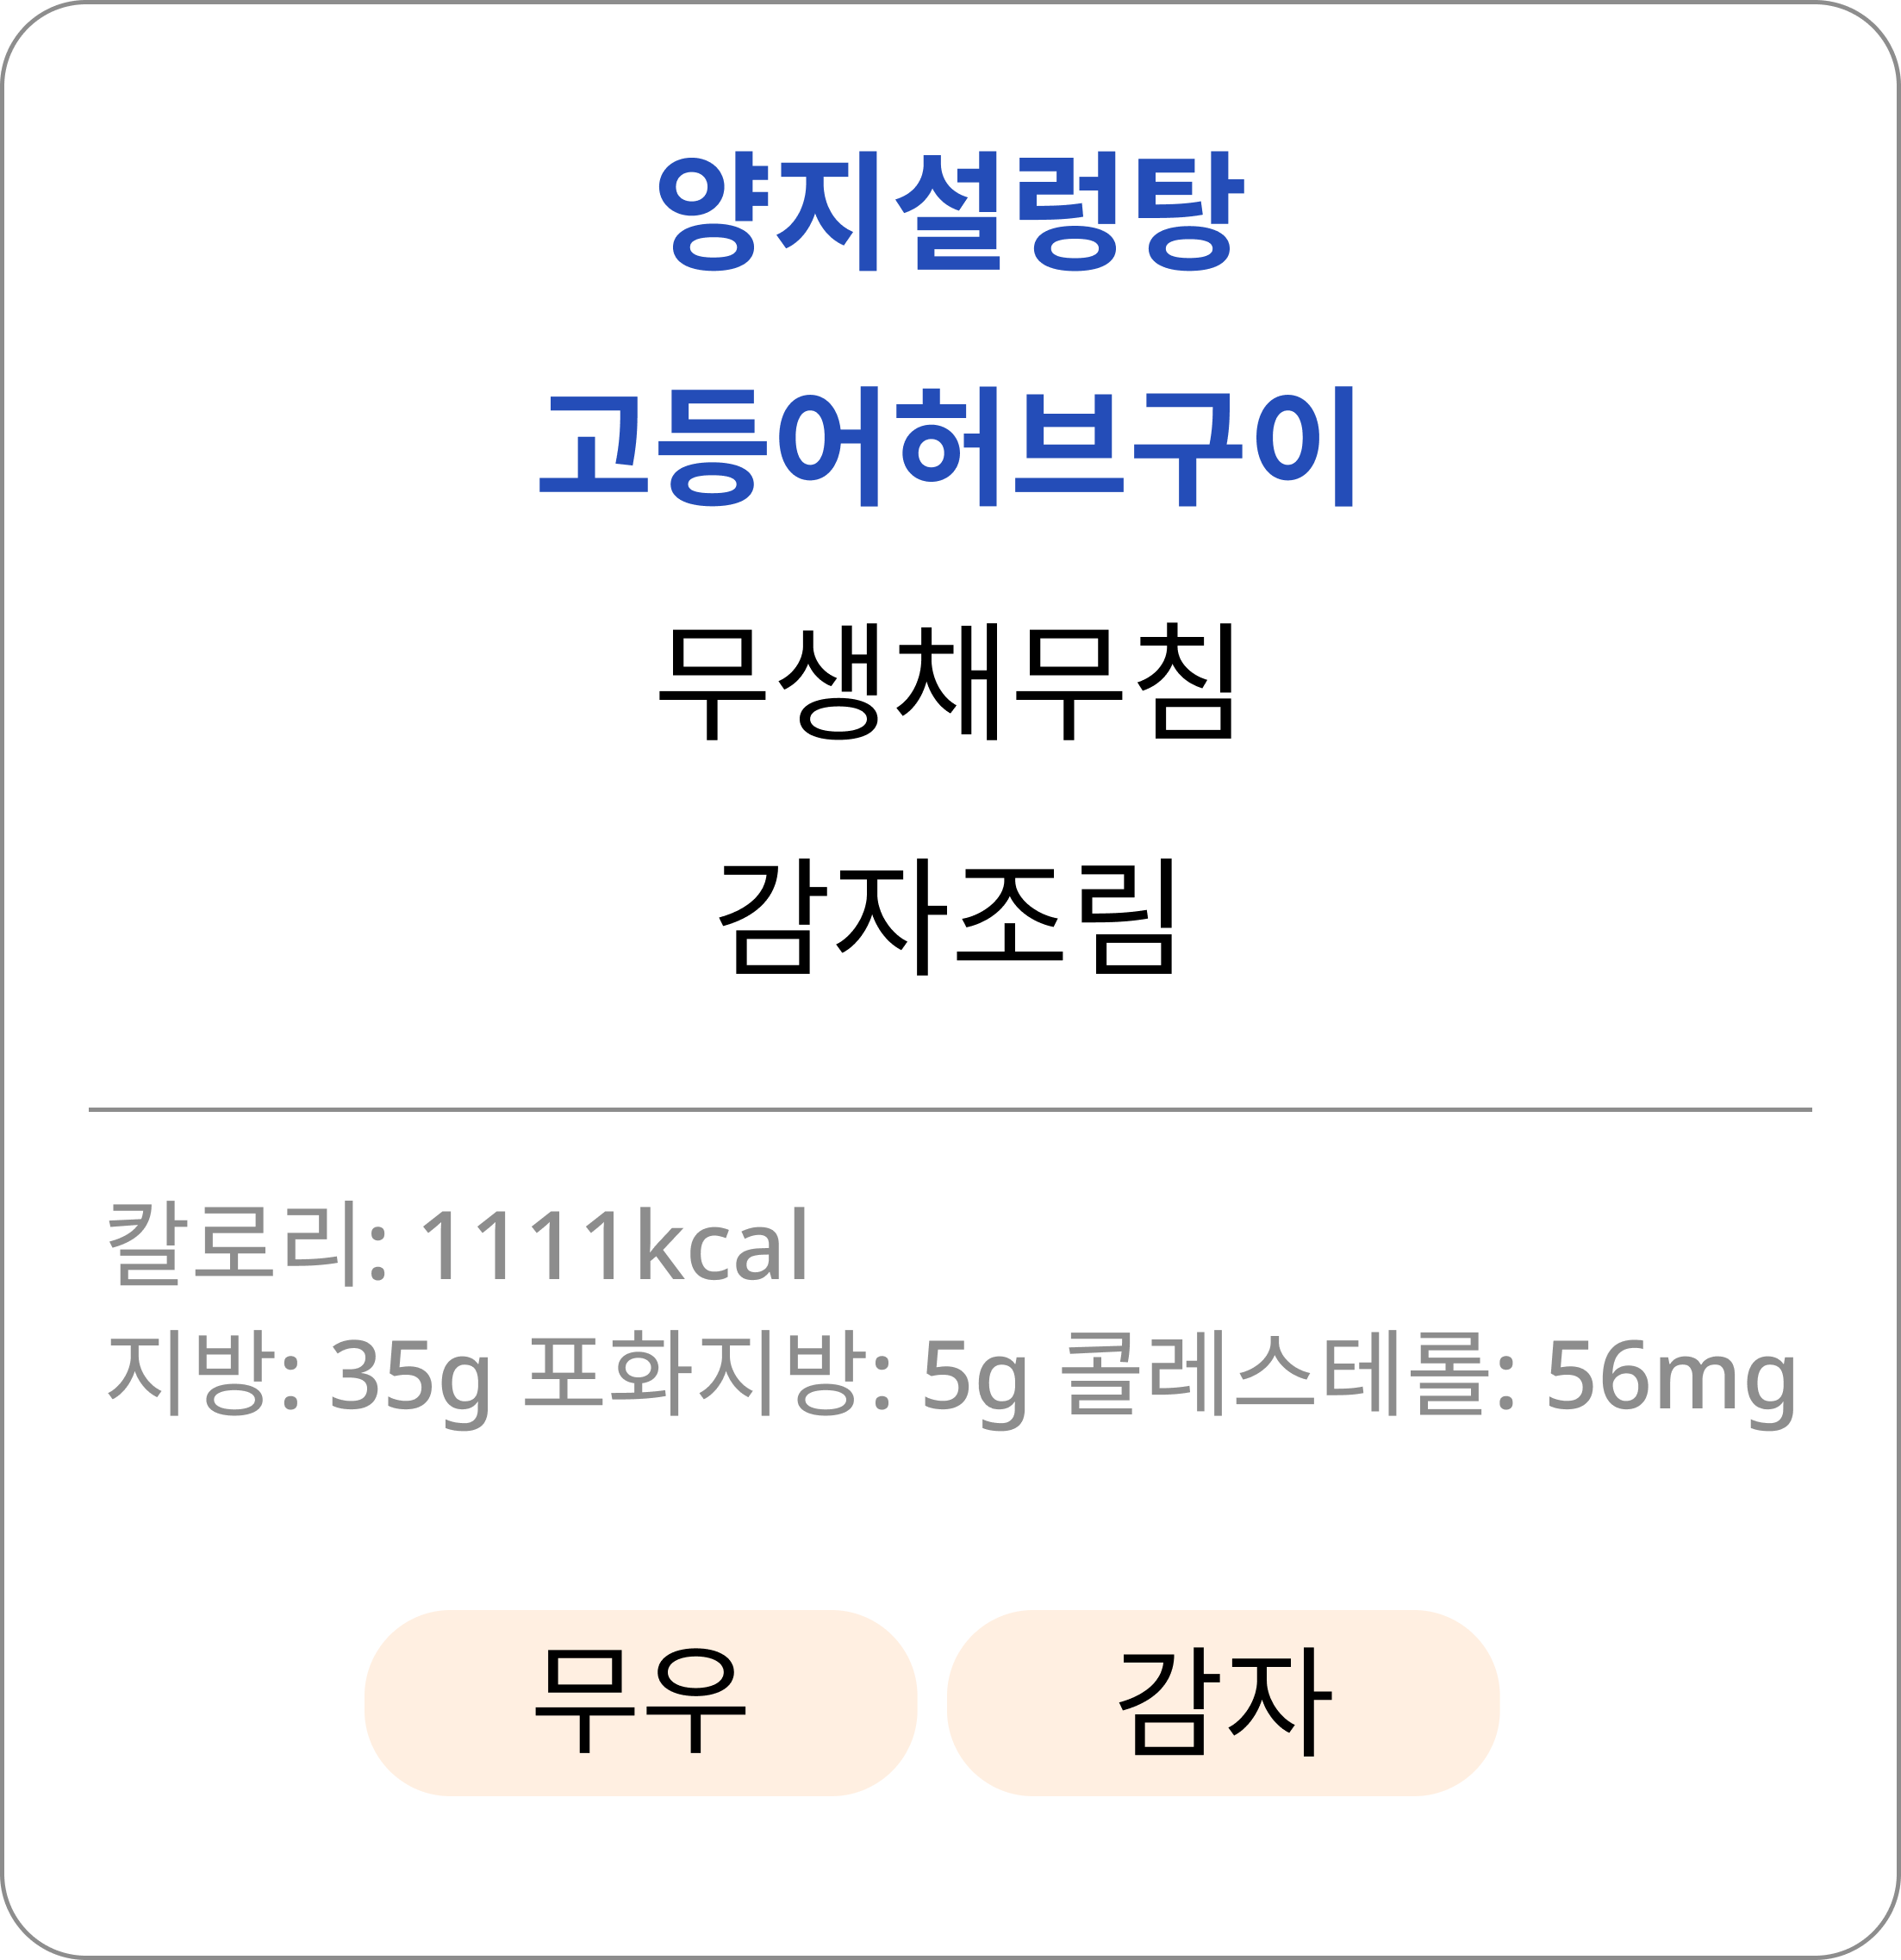 양지설렁탕
고등어허브구이
무생채무침
감자조림
칼로리: 1111kcal
지방: 35g 포화지방: 5g 콜레스테롤: 56mg
무우
감자